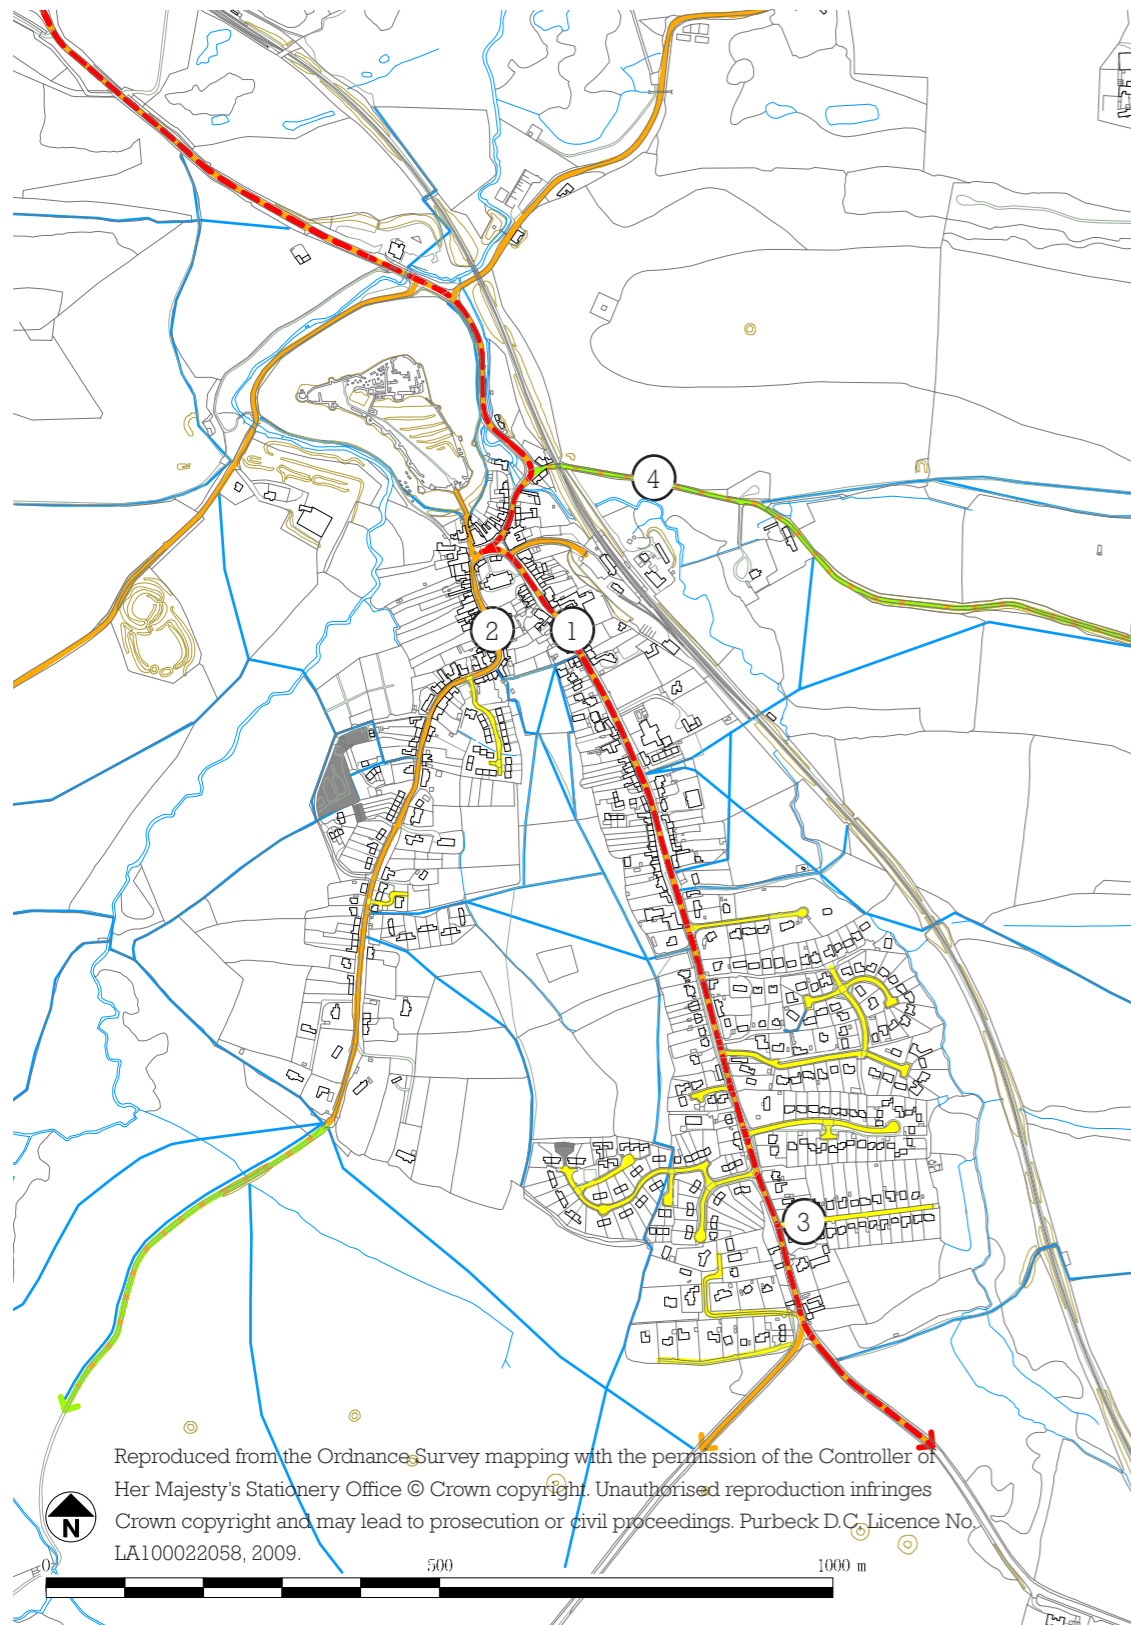 4
2
1
3
Reproduced from the Ordnance Survey mapping with the permission of the Controller of
Her Majesty's Stationery Office © Crown copyright. Unauthorised reproduction infringes
Crown copyright and may lead to prosecution or civil proceedings. Purbeck D.C. Licence No.
LA100022058, 2009.
N
0 500 1000 m